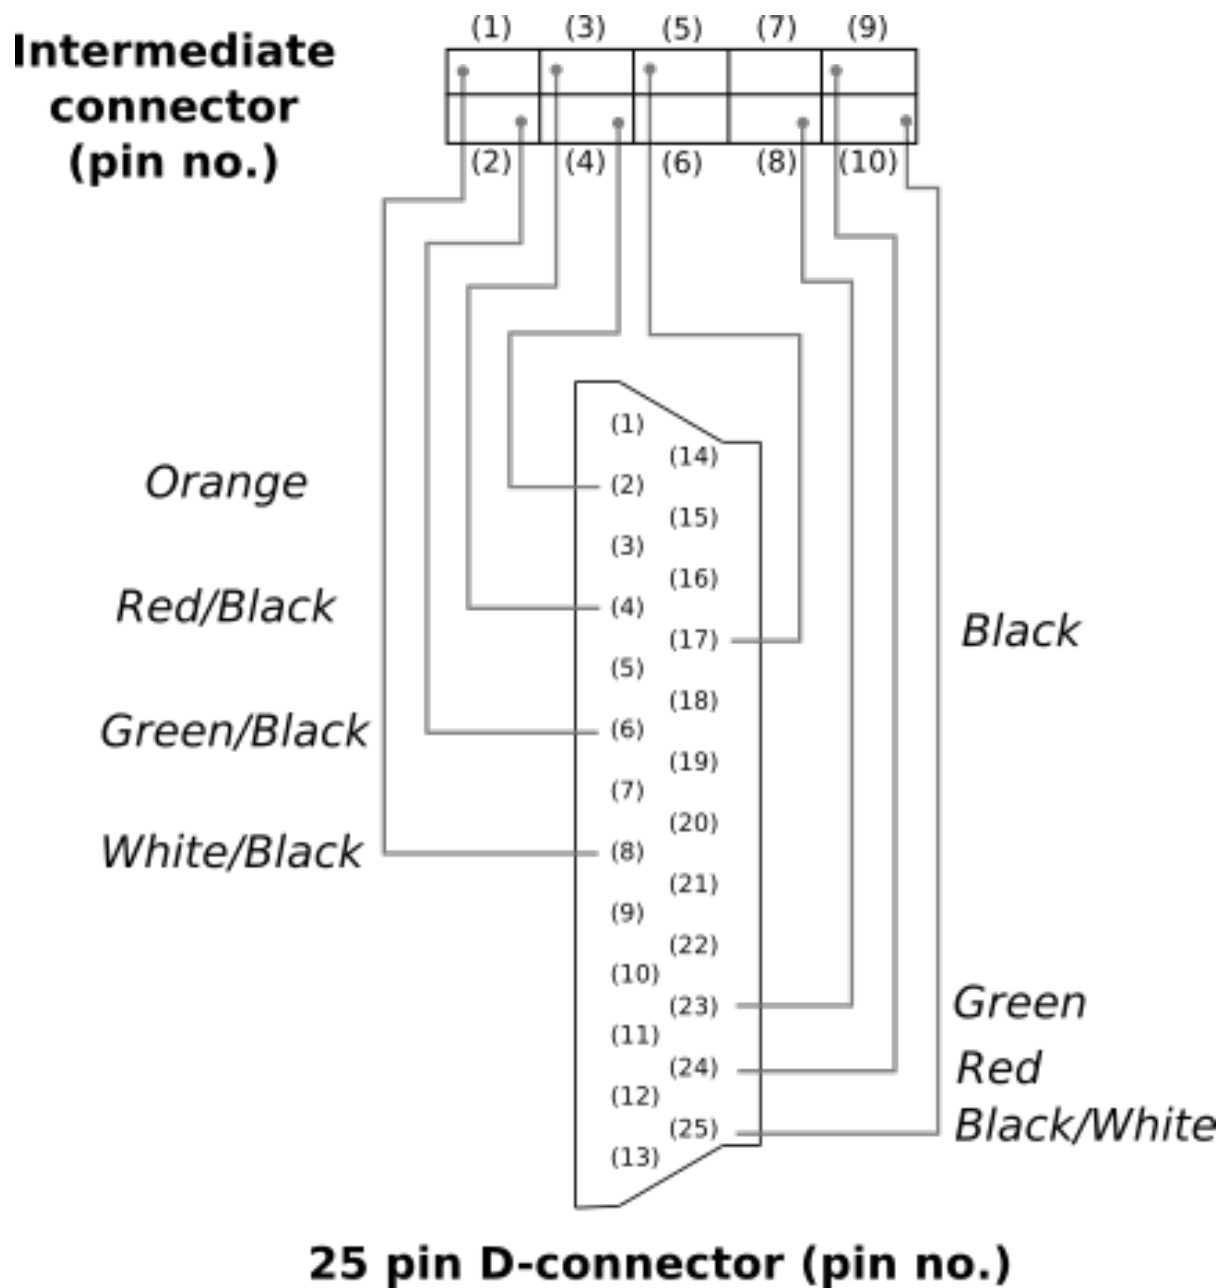 Intermediate
connector
(pin no.)
(1) (3) (5) (7) (9)
(2) (4) (6) (8) (10)
(1)
(14)
Orange
(2)
(15)
(3)
(16)
Red/Black
(4)
Black
(17)
(5)
(18)
Green/Black
(6)
(19)
(7)
(20)
White/Black
(8)
(21)
(9)
(22)
(10)
(23)
Green
(11)
(24)
Red
(12)
(25)
Black/White
(13)
25 pin D-connector (pin no.)